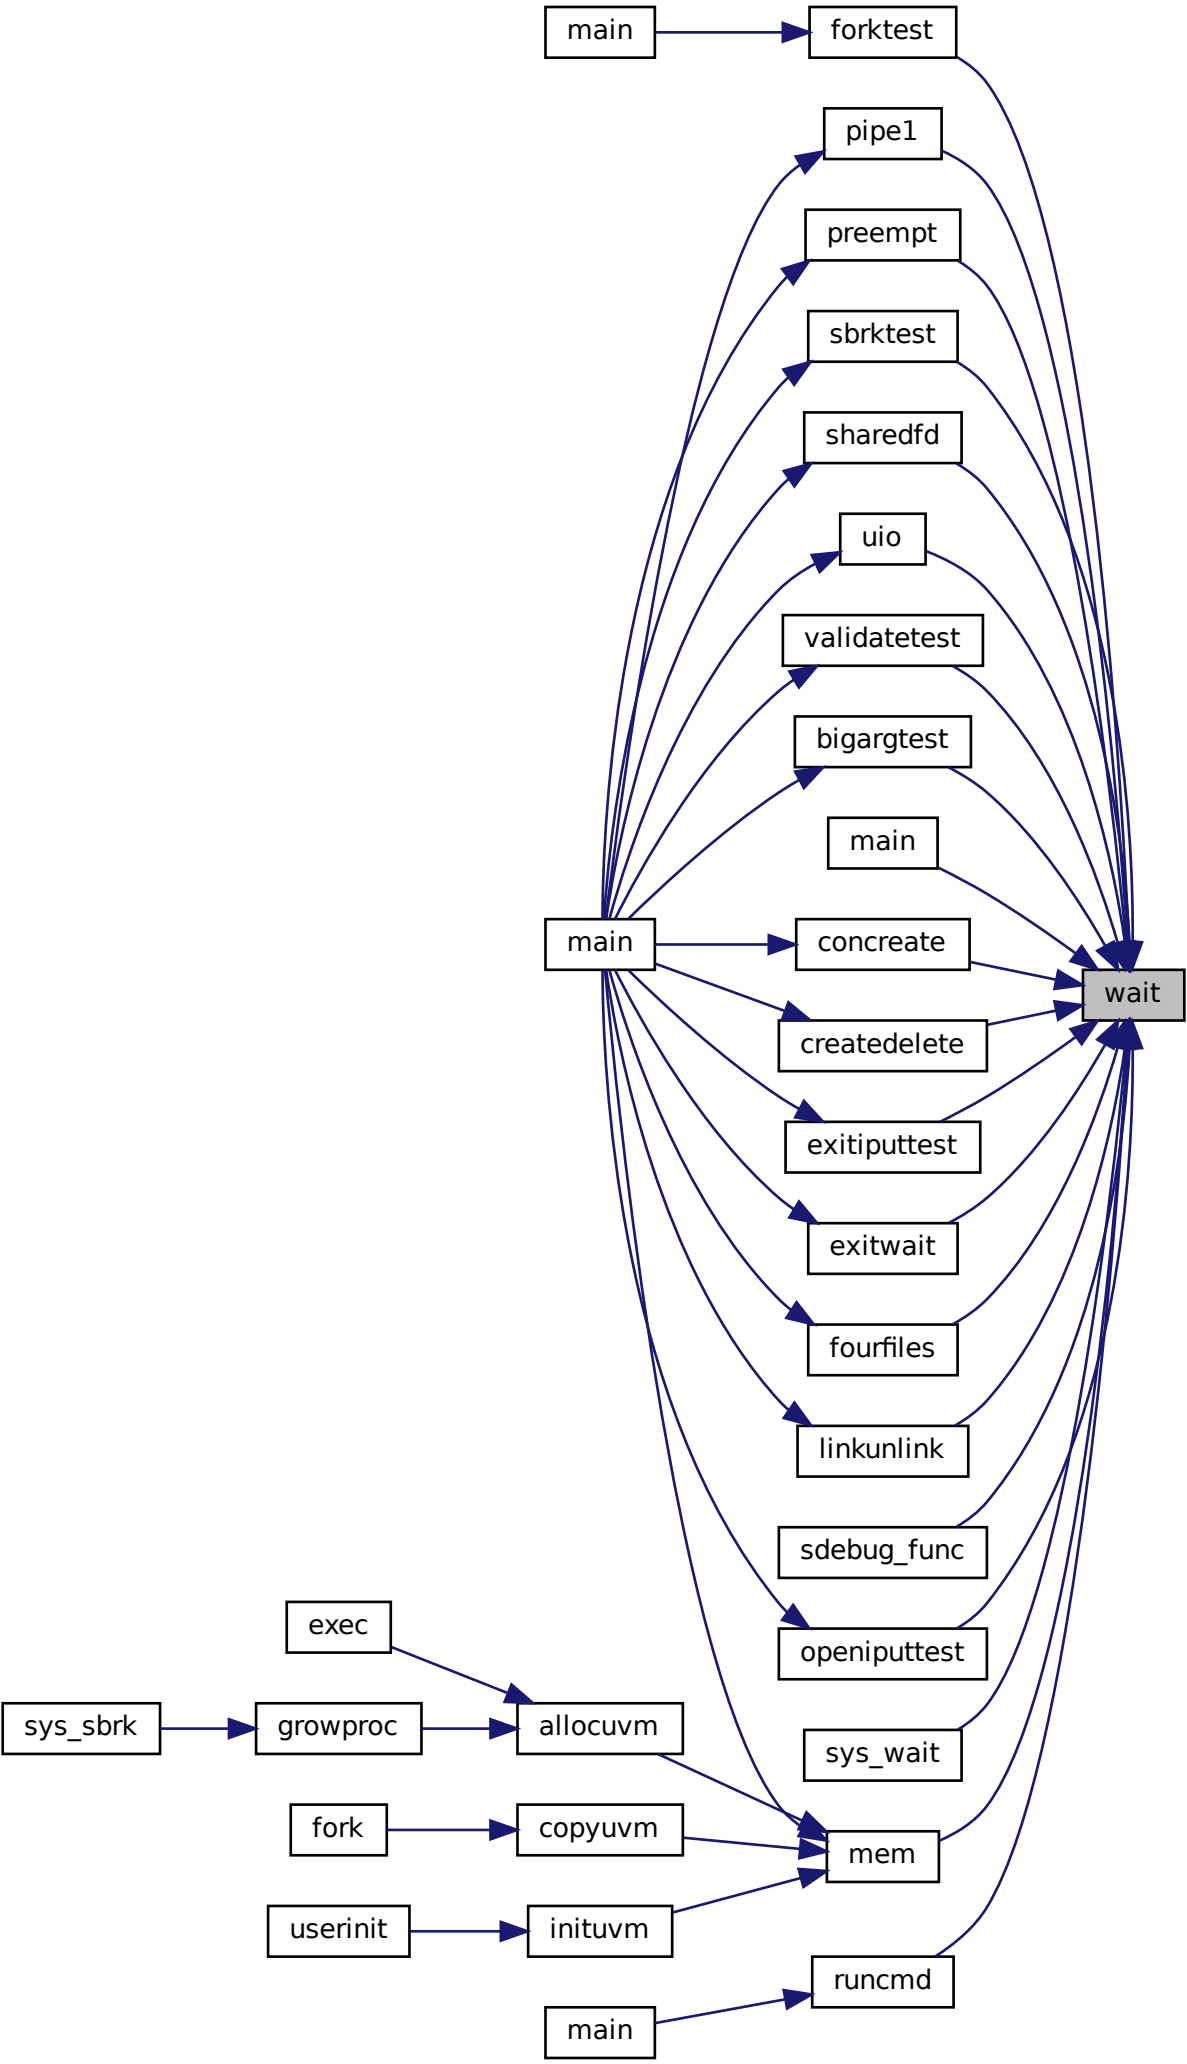 main
forktest
pipe1
preempt
sbrktest
sharedfd
uio
validatetest
bigargtest
main
main
concreate
wait
createdelete
exitiputtest
exitwait
fourfiles
linkunlink
sdebug_func
exec
openiputtest
sys_sbrk
growproc
allocuvm
sys_wait
fork
copyuvm
mem
userinit
inituvm
runcmd
main